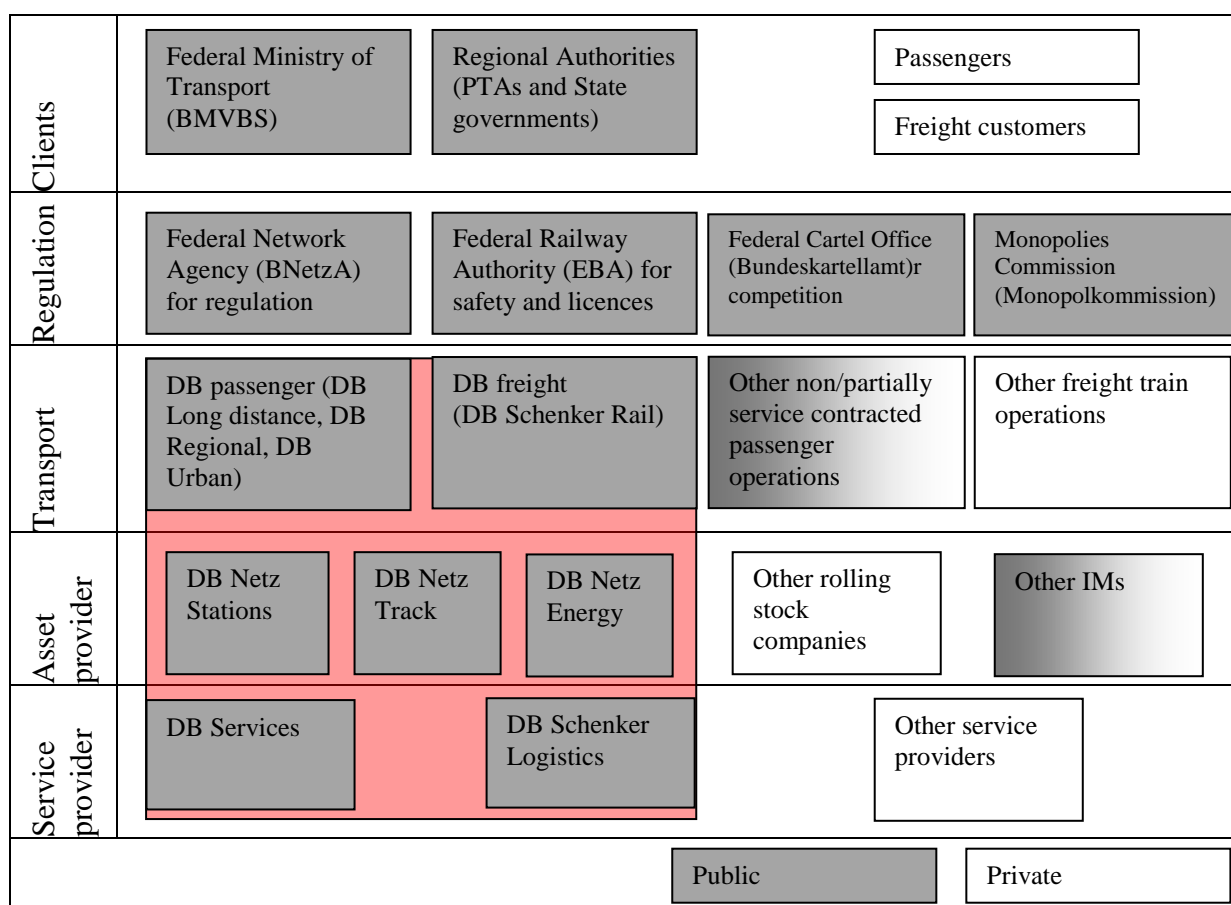 Clients
Federal Ministry of
Transport
(BMVBS)
Regional Authorities
(PTAs and State
governments)
Passengers
Freight customers
Regulation
Federal Network
Agency (BNetzA)
for regulation
Federal Railway
Authority (EBA) for
safety and licences
Federal Cartel Office
(Bundeskartellamt)r
competition
Monopolies
Commission
(Monopolkommission)
Transport
DB passenger (DB
Long distance, DB
Regional, DB
Urban)
DB freight
(DB Schenker Rail)
Other non/partially
service contracted
passenger
operations
Other freight train
operations
Asset
provider
DB Netz
Stations
DB Netz
Track
DB Netz
Energy
Other rolling
stock
companies
Other IMs
Service
provider
DB Services
DB Schenker
Logistics
Other service
providers
Public
Private